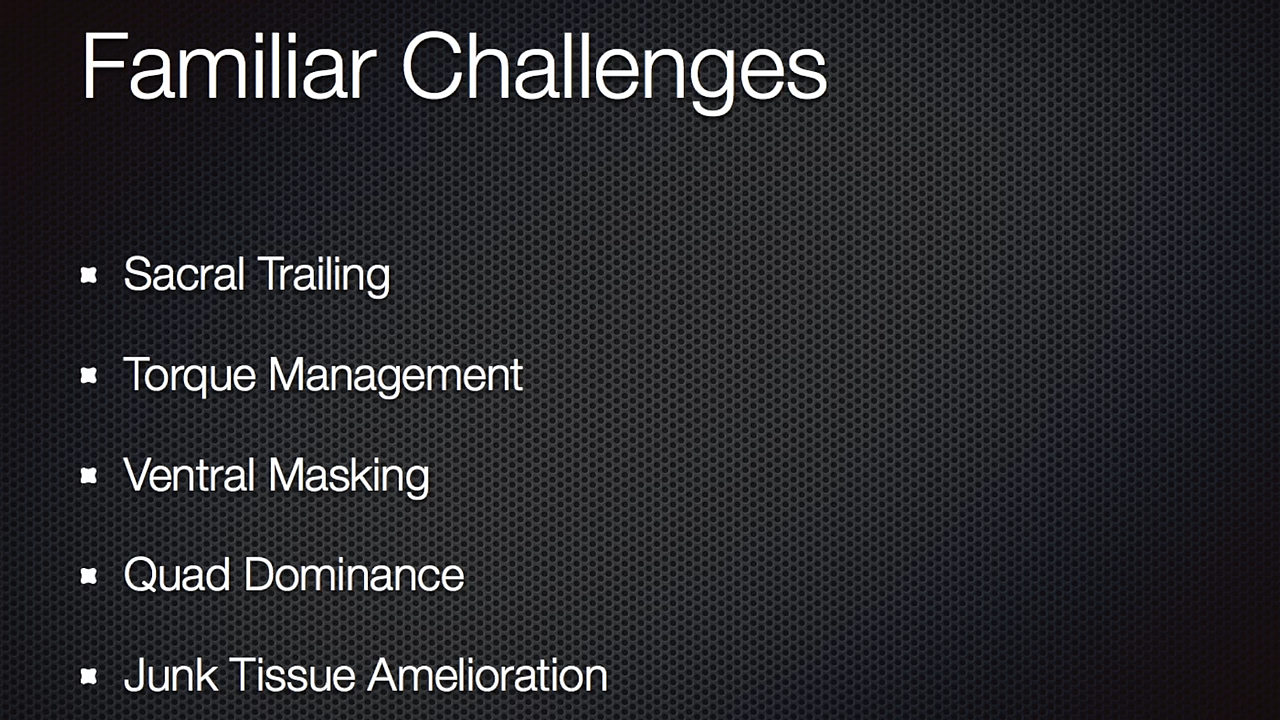 Familiar Challenges
Sacral Trailing
Torque Management
Ventral Masking
Quad Dominance
Junk Tissue Amelioration